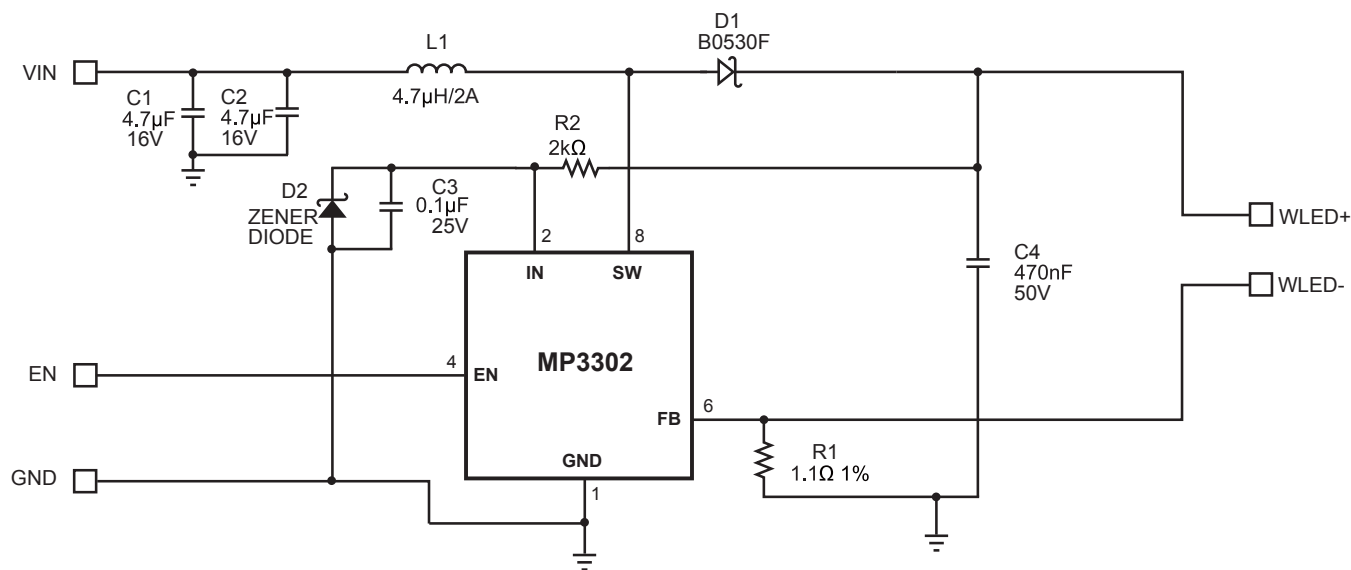 D1
B0530F
L1
VIN
4.7µH/2A
C1
4.7µF
16V
C2
4.7µF
16V
R2
2kΩ
D2
ZENER
DIODE
C3
0.1µF
25V
2
8
IN
SW
WLED+
C4
470nF
50V
WLED-
EN
4
EN
MP3302
FB
6
GND
GND
1
R1
1.1Ω 1%